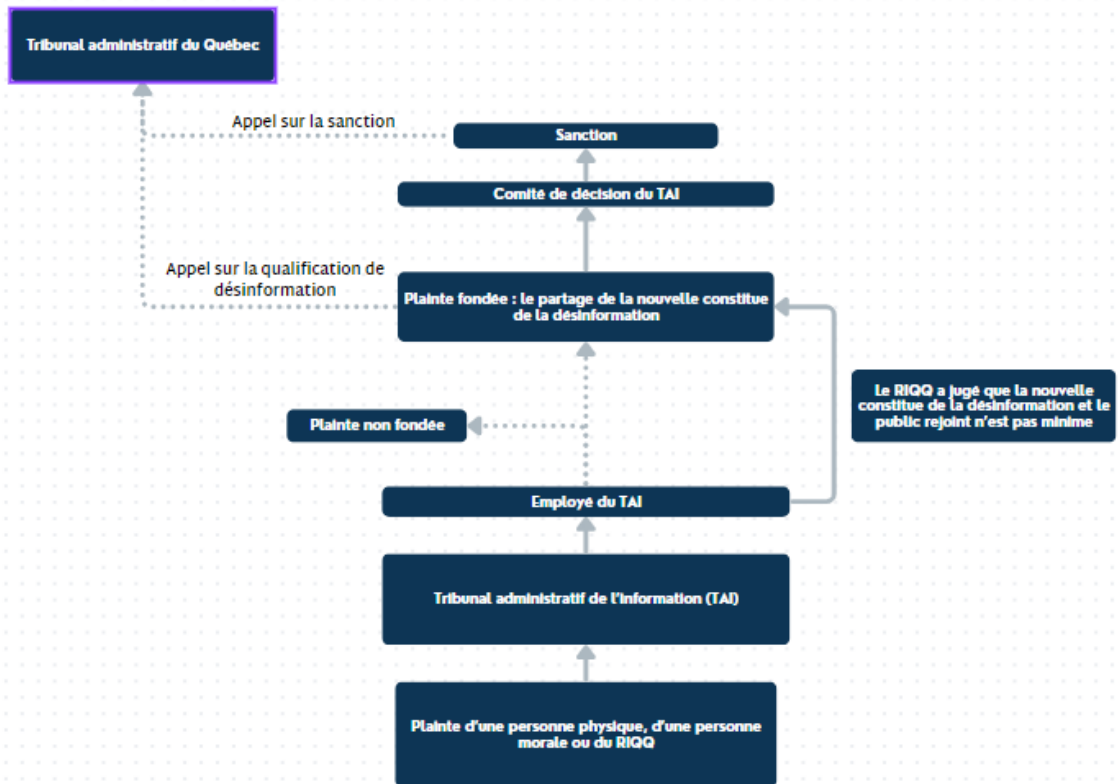 Tribunal administratif du Québec
Appel sur la sanction
Sanction
Comité de décision du TAI
Appel sur la qualification de
désinformation
Plainte fondée : le partage de la nouvelle constitue
de la désinformation
Le RIQQ a jugé que la nouvelle
constitue de la désinformation et le
public rejoint n'est pas minime
Plainte non fondée
Employé du TAI
Tribunal administratif de l'information (TAI)
Plainte d'une personne physique, d'une personne
morale ou du RIQQ